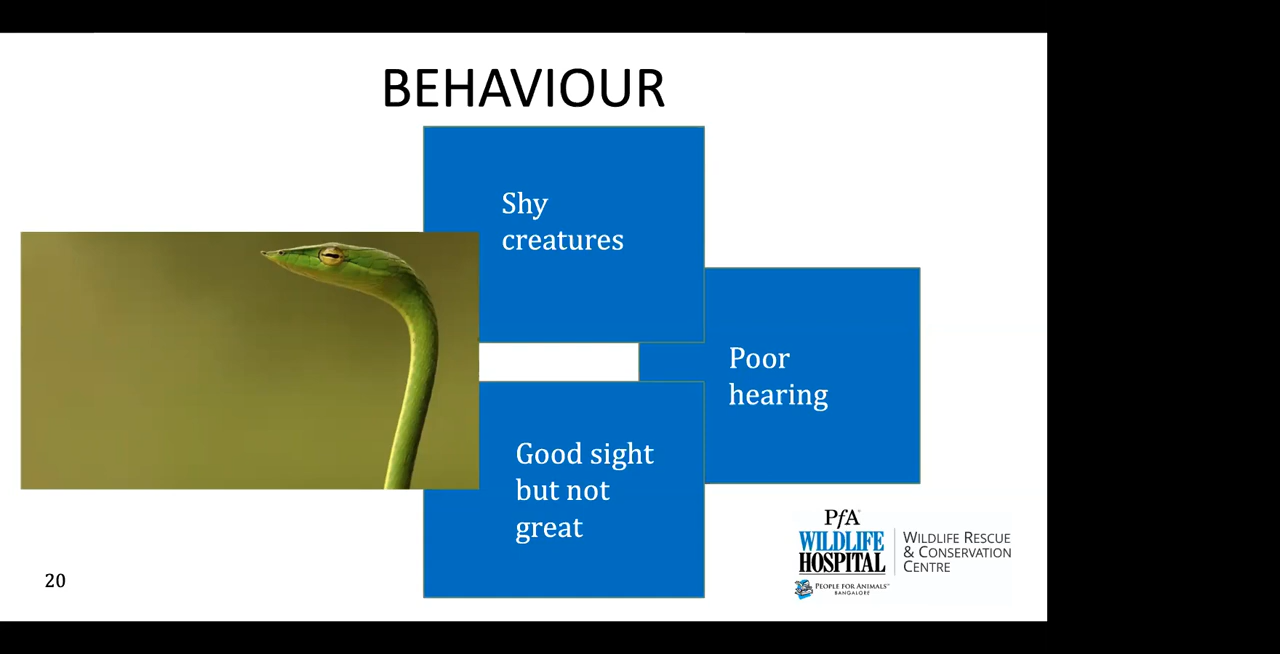 BEHAVIOUR
Shy
creatures
Poor
hearing
Good sight
but not
great
PfA
WILDLIFE
HOSPITAL
PEOPLE FOR ANIMALS™
BANGALORE
WILDLIFE RESCUE
& CONSERVATION
CENTRE
20